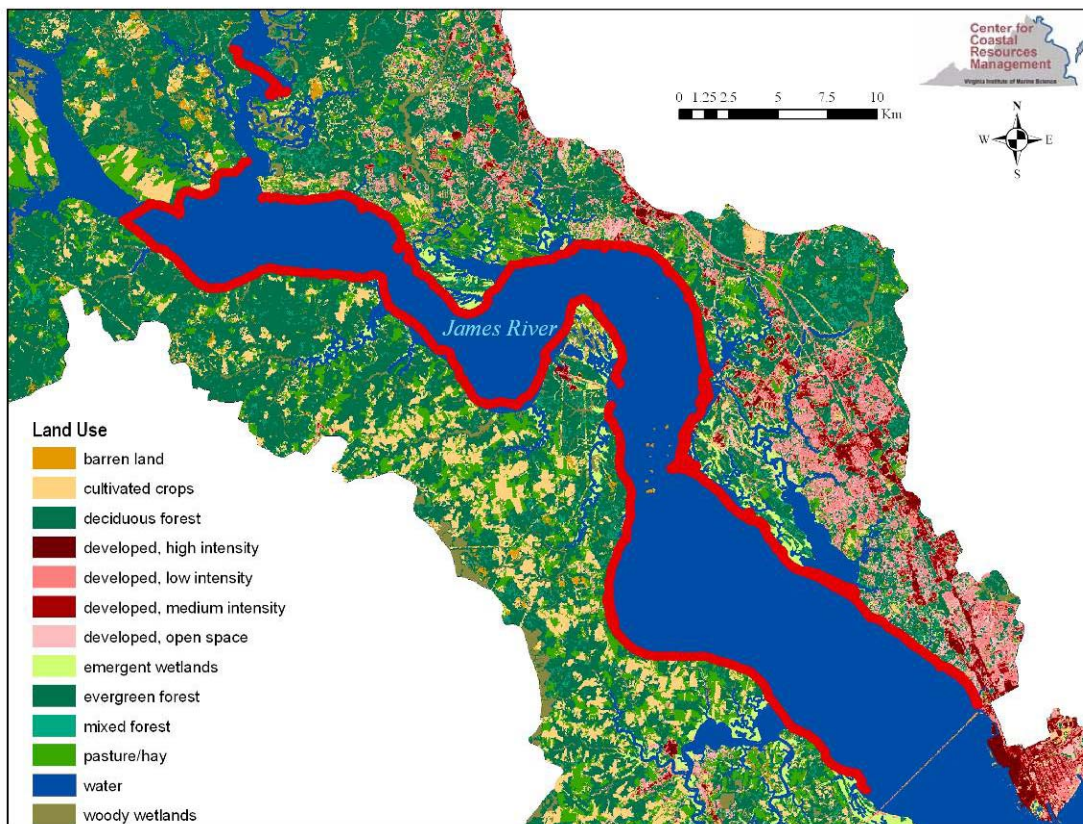 Center for
Coastal
Resources
Management
Virginia Institute of Marine Science
0 1.25 2.5 5 7.5 10
Km
N
W E
S
James River
Land Use
barren land
cultivated crops
deciduous forest
developed, high intensity
developed, low intensity
developed, medium intensity
developed, open space
emergent wetlands
evergreen forest
mixed forest
pasture/hay
water
woody wetlands